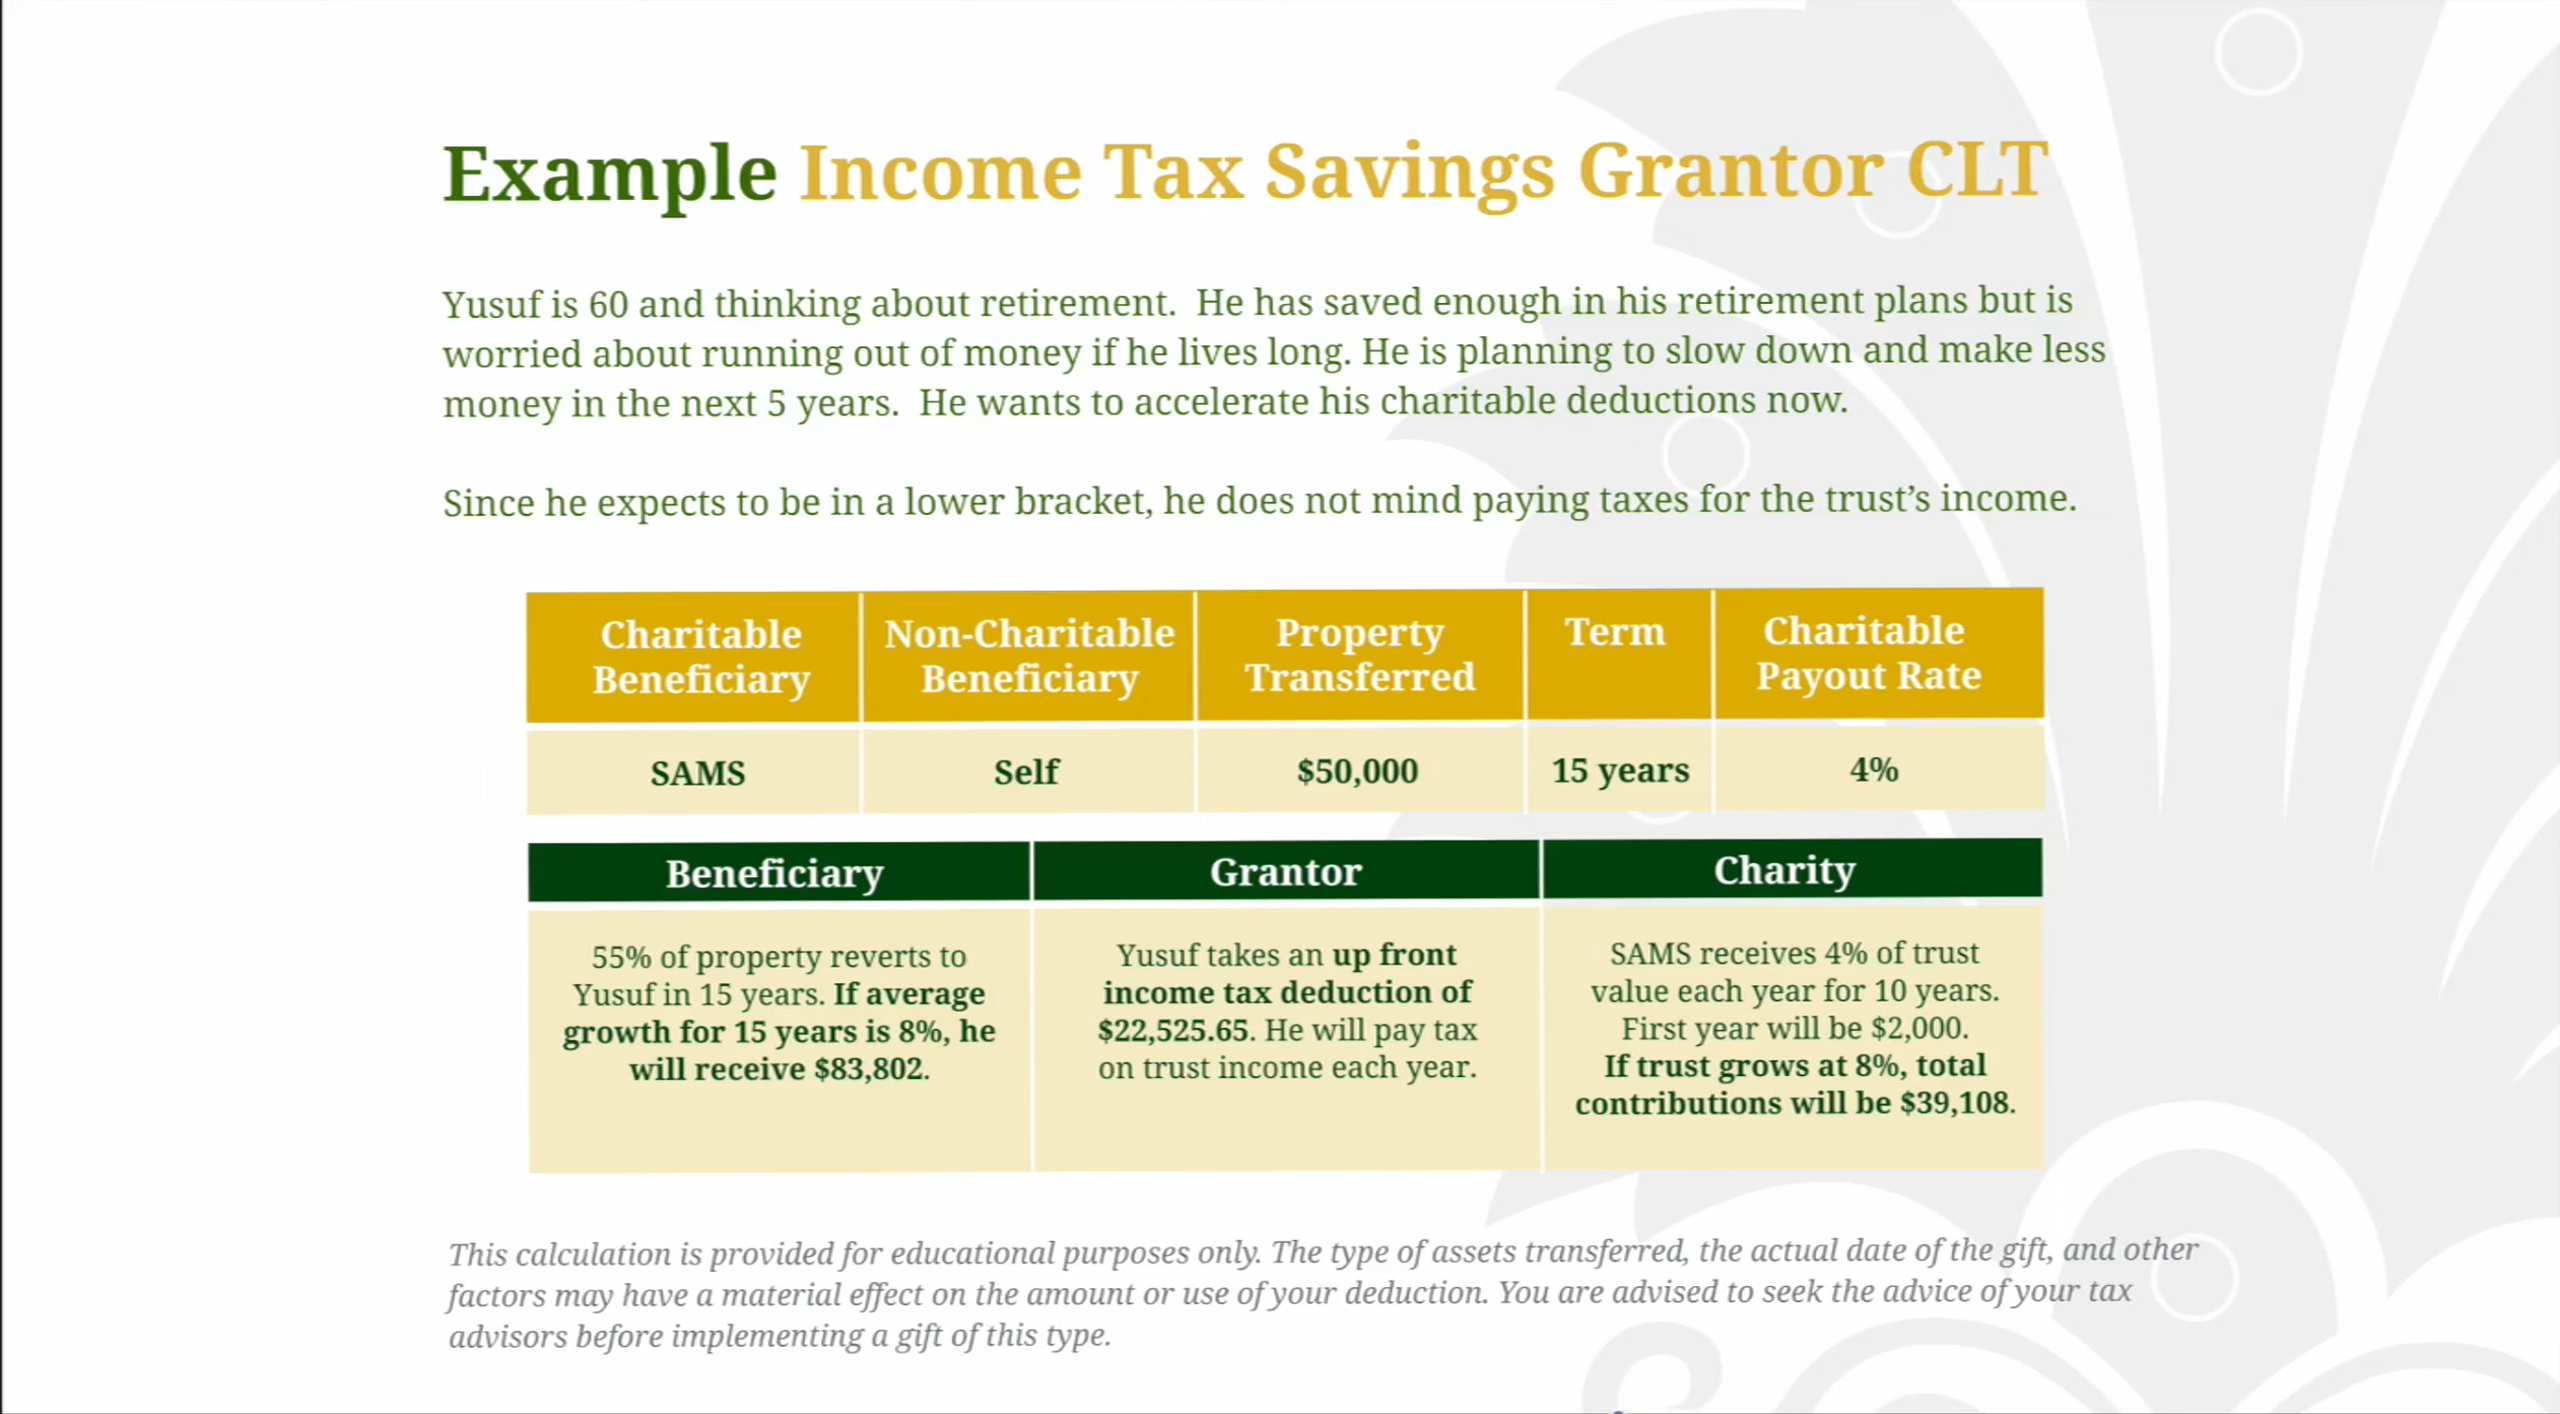 Example Income Tax Savings Grantor CLT
Yusuf is 60 and thinking about retirement.  He has saved enough in his retirement plans but is
worried about running out of money if he lives long. He is planning to slow down and make less
money in the next 5 years.  He wants to accelerate his charitable deductions now.
Since he expects to be in a lower bracket, he does not mind paying taxes for the trust’s income.
Charitable
Beneficiary
Non-Charitable
Beneficiary
Property
Transferred
Term
Charitable
Payout Rate
SAMS
Self
$50,000
15 years
4%
Beneficiary
Grantor
Charity
55% of property reverts to
Yusuf in 15 years. If average
growth for 15 years is 8%, he
will receive $83,802.
Yusuf takes an up front
income tax deduction of
$22,525.65. He will pay tax
on trust income each year.
SAMS receives 4% of trust
value each year for 10 years.
First year will be $2,000.
If trust grows at 8%, total
contributions will be $39,108.
This calculation is provided for educational purposes only. The type of assets transferred, the actual date of the gift, and other
factors may have a material effect on the amount or use of your deduction. You are advised to seek the advice of your tax
advisors before implementing a gift of this type.